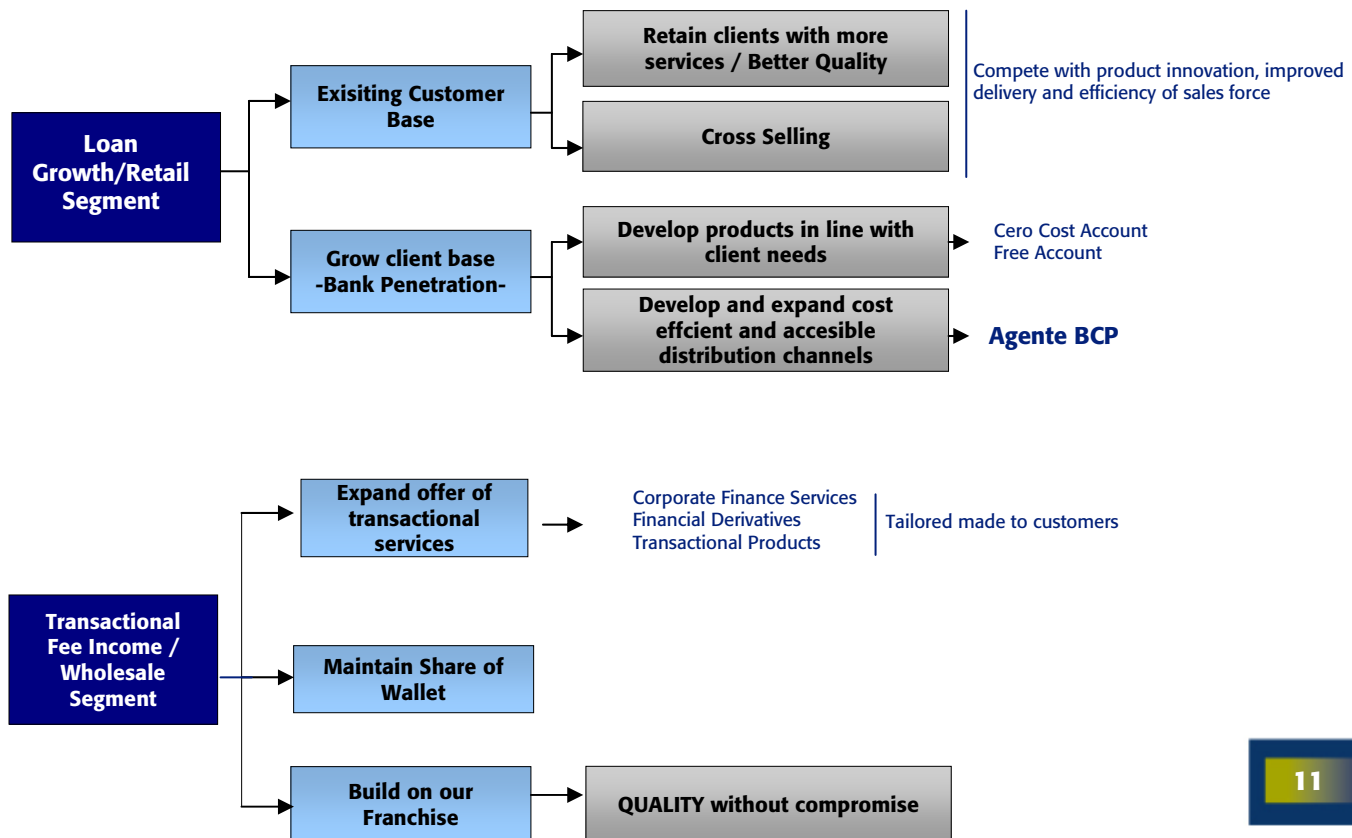 Loan
Growth/Retail
Segment
Exisiting Customer
Base
Retain clients with more
services / Better Quality
Cross Selling
Compete with product innovation, improved
delivery and efficiency of sales force
Grow client base
-Bank Penetration-
Develop products in line with
client needs
Cero Cost Account
Free Account
Develop and expand cost
effcient and accesible
distribution channels
Agente BCP
Transactional
Fee Income /
Wholesale
Segment
Expand offer of
transactional
services
Corporate Finance Services
Financial Derivatives
Transactional Products
Tailored made to customers
Maintain Share of
Wallet
Build on our
Franchise
QUALITY without compromise
11